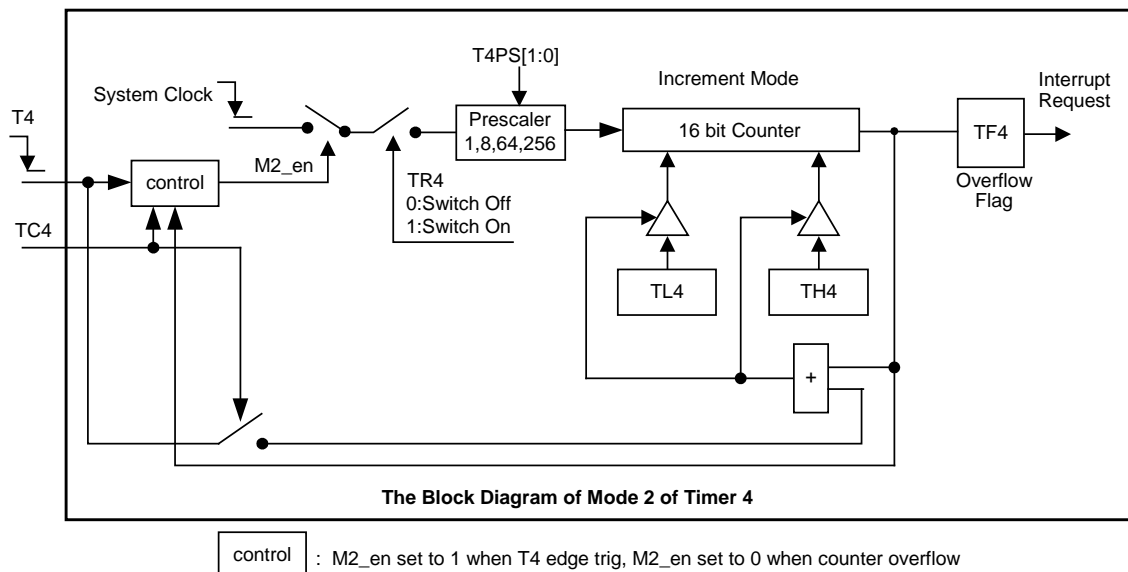 T4PS[1:0]
Increment Mode
Interrupt
Request
System Clock
T4
Prescaler
1,8,64,256
16 bit Counter
TF4
Overflow
Flag
control
M2_en
TR4
0:Switch Off
1:Switch On
TC4
TL4
TH4
+
The Block Diagram of Mode 2 of Timer 4
control : M2_en set to 1 when T4 edge trig, M2_en set to 0 when counter overflow